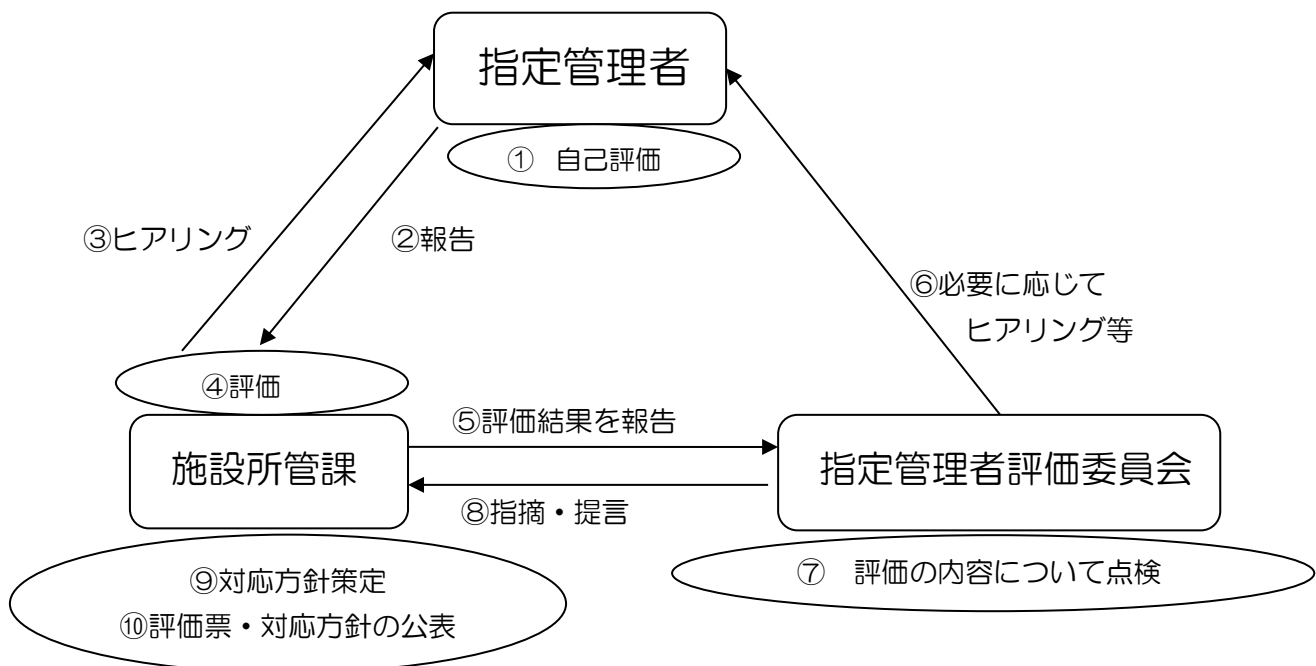 指定管理者
① 自己評価
③ヒアリング
②報告
⑥必要に応じて
ヒアリング等
④評価
⑤評価結果を報告
施設所管課
指定管理者評価委員会
⑧指摘・提言
⑦ 評価の内容について点検
⑨対応方針策定
⑩評価票・対応方針の公表